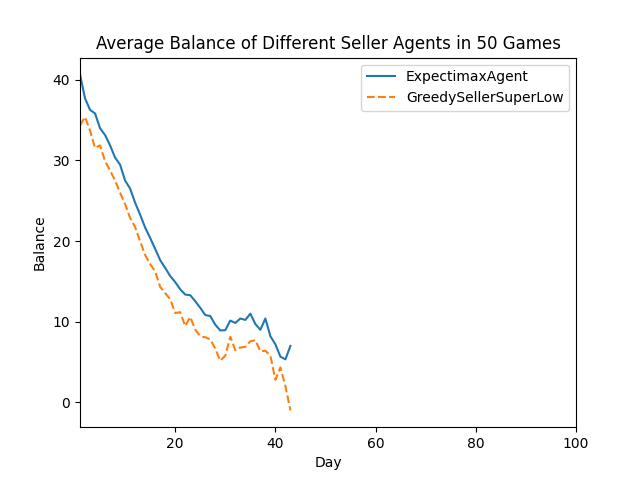 Average Balance of Different Seller Agents in 50 Games
ExpectimaxAgent
GreedySellerSuperLow
Balance
40
30
20
10
0
20
40
60
80
100
Day